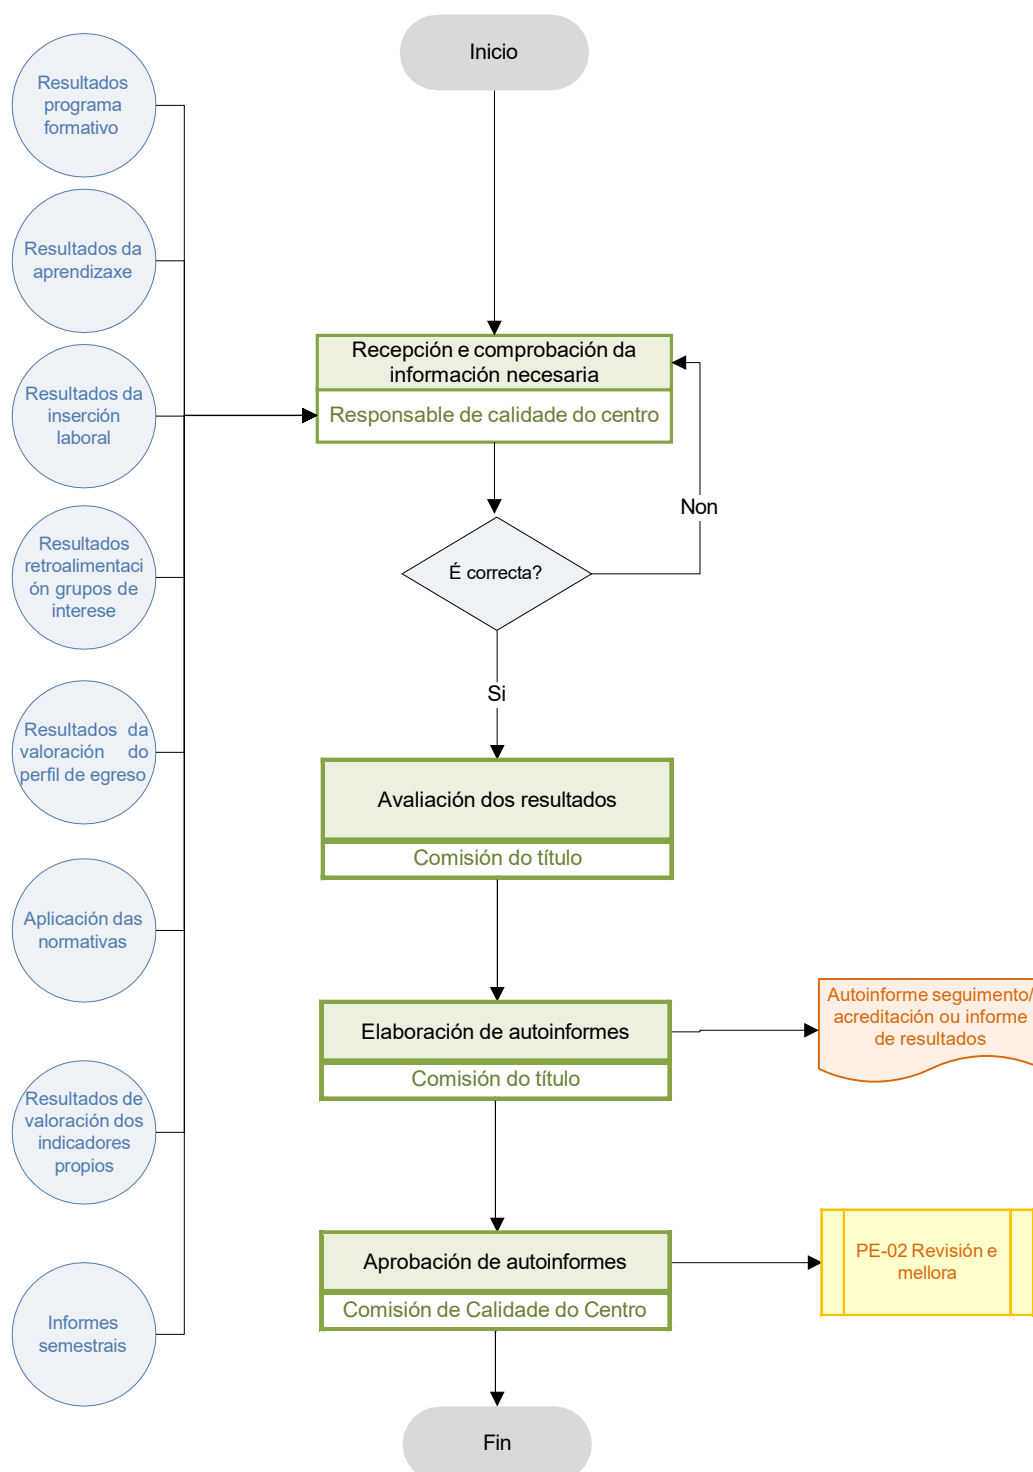 Inicio
Resultados
programa
formativo
Resultados da
aprendizaxe
Resultados da
inserción
laboral
Resultados
retroalimentaci
ón grupos de
interese
Resultados da
valoración do
perfil de egreso
Aplicación das
normativas
Resultados de
valoración dos
indicadores
propios
Informes
semestrais
Recepción e comprobación da
información necesaria
Responsable de calidade do centro
É correcta?
Non
Si
Avaliación dos resultados
Comisión do título
Elaboración de autoinformes
Comisión do título
Autoinforme seguimento/
acreditación ou informe
de resultados
Aprobación de autoinformes
Comisión de Calidade do Centro
PE-02 Revisión e
mellora
Fin